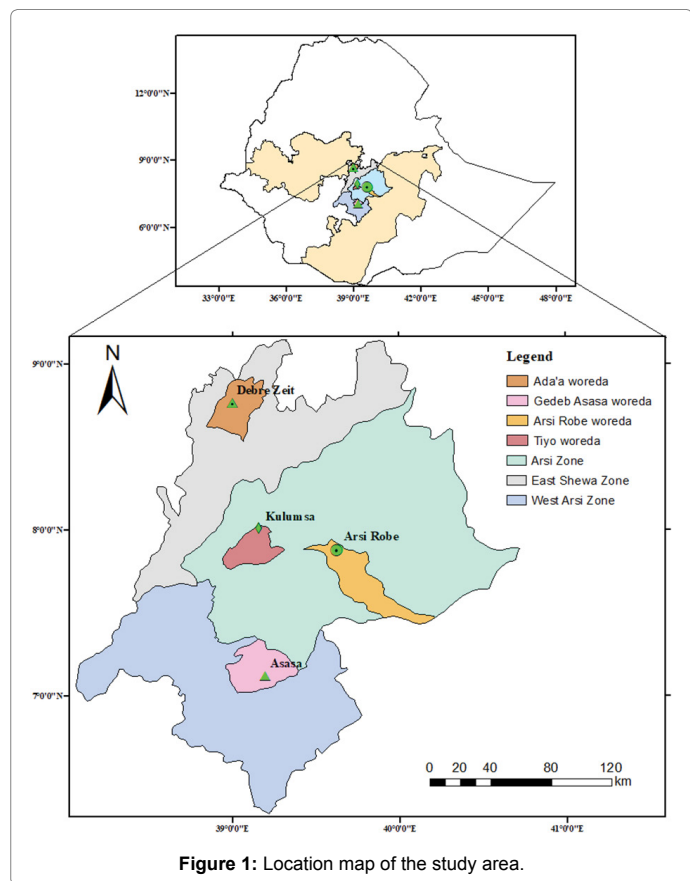 12°0'0"N
9°0'0"N
6°0'0"N
33°0'0"E 36°0'0"E 39°0'0"E 42°0'0"E 45°0'0"E 48°0'0"E
N
9°0'0"N
8°0'0"N
7°0'0"N
Debre Zeit
Kulumsa
Arsi Robe
Asasa
Legend
Ada'a woreda
Gedeb Asasa woreda
Arsi Robe woreda
Tiyo woreda
Arsi Zone
East Shewa Zone
West Arsi Zone
0 10 20 40 60 80 120
km
39°0'0"E 40°0'0"E 41°0'0"E
Figure 1: Location map of the study area.